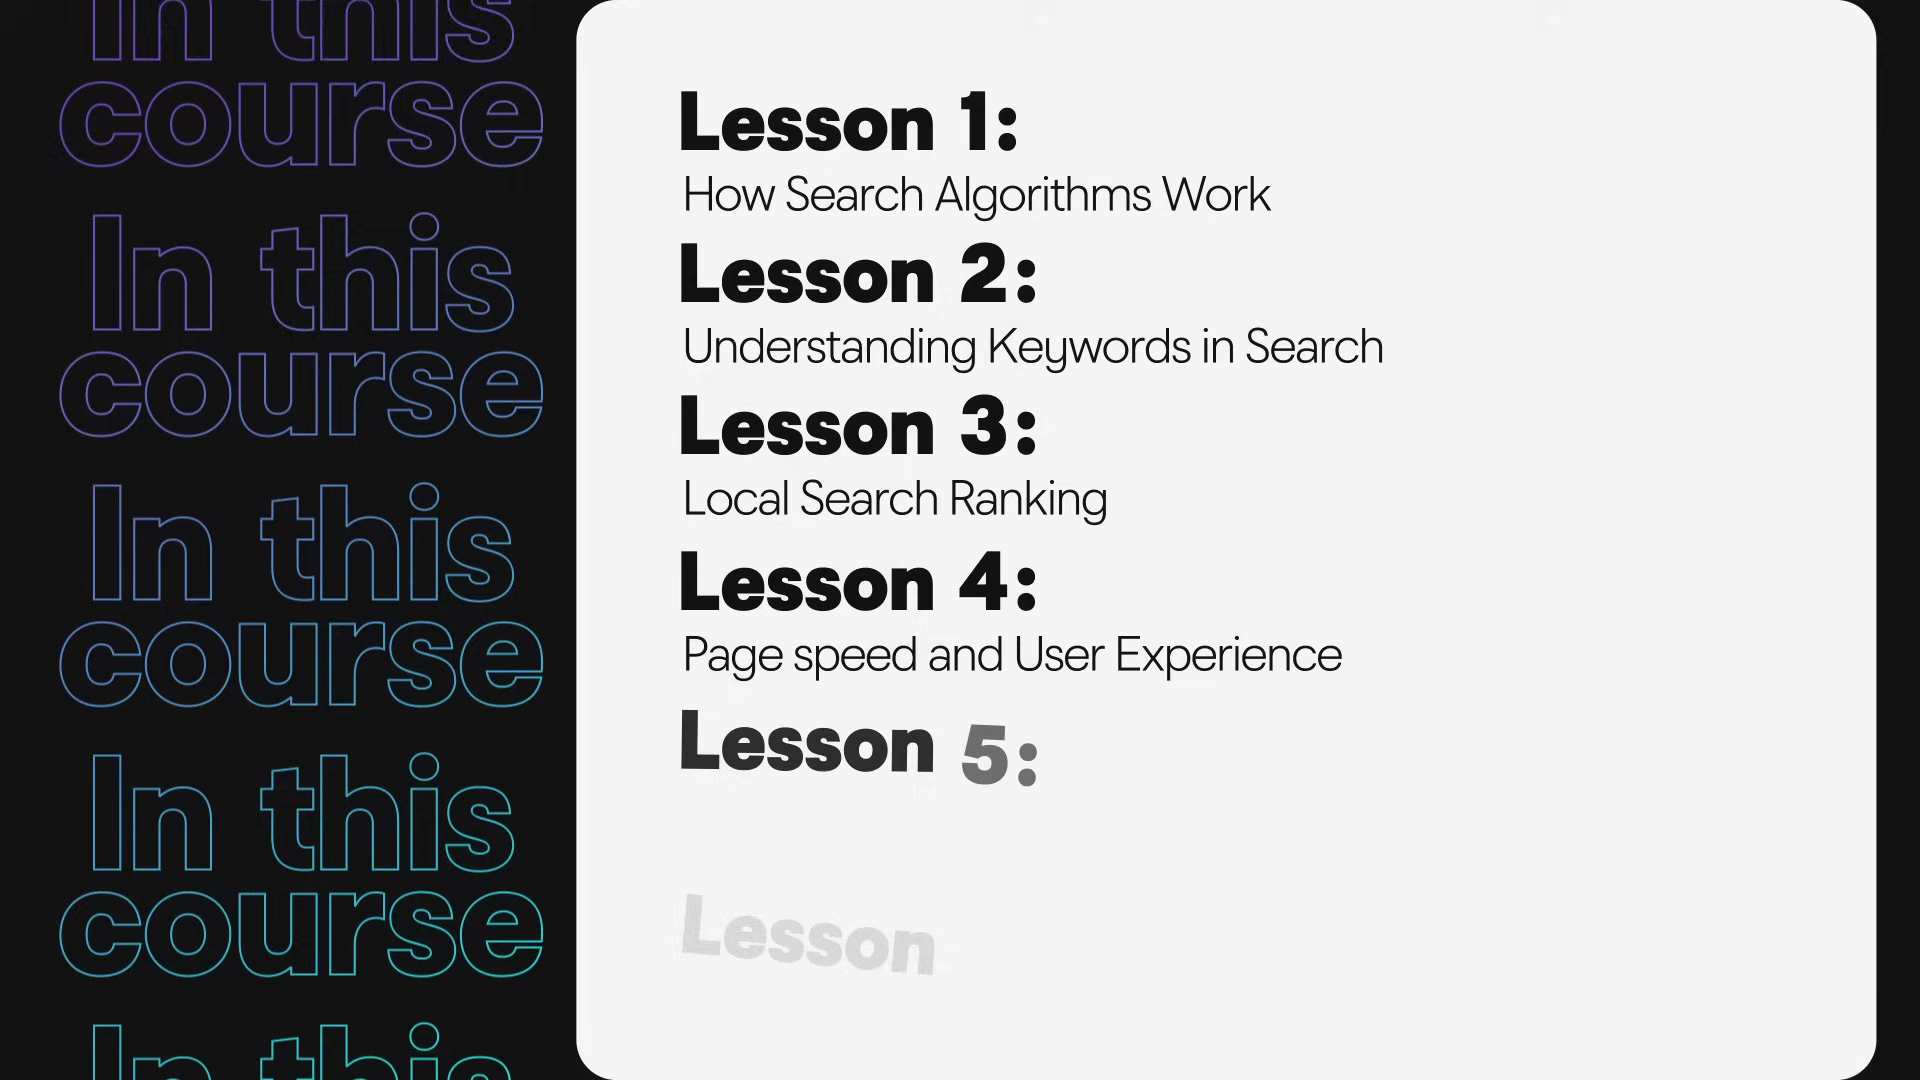 In this
course
In this
course
In this
course
In this
course
In this
Lesson 1:
How Search Algorithms Work
Lesson 2:
Understanding Keywords in Search
Lesson 3:
Local Search Ranking
Lesson 4:
Page speed and User Experience
Lesson 5:
Lesson